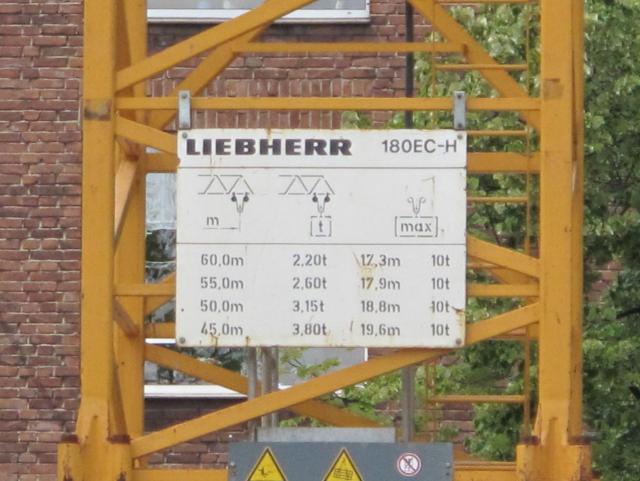 LIEBHERR 180EC-H
m t max
60,0m 2,20t 17,3m 10t
55,0m 2,60t 17,9m 10t
50,0m 3,15t 18,8m 10t
45,0m 3,80t 19,6m 10t